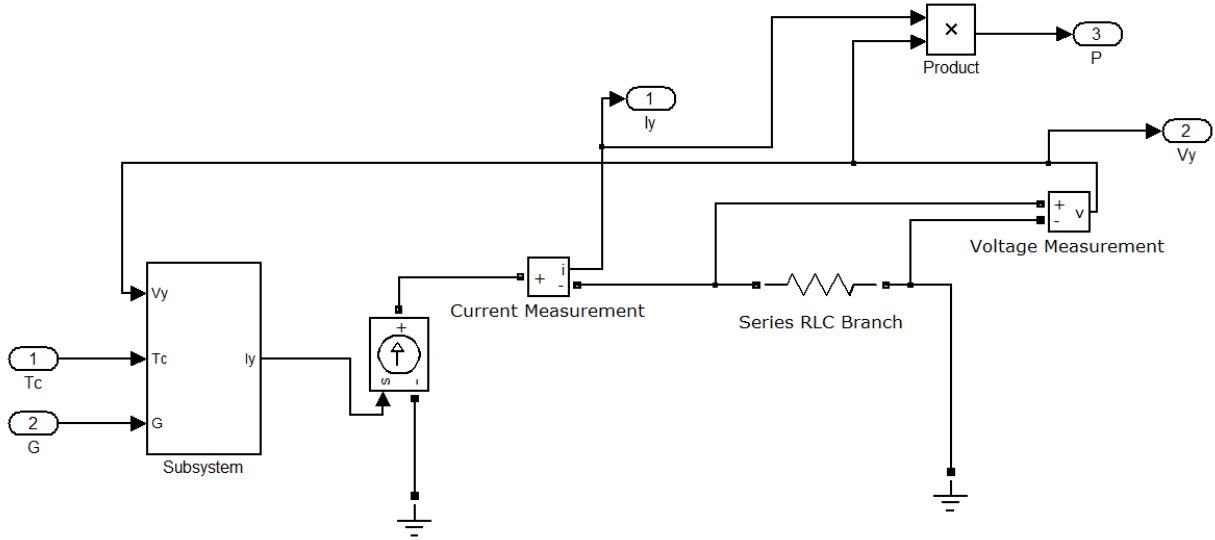 3
P
×
Product
1
Iy
2
Vy
+
-
v
Voltage Measurement
+
i
-
Current Measurement
Series RLC Branch
Vy
Tc
G
Iy
Subsystem
+
s
-
1
Tc
2
G